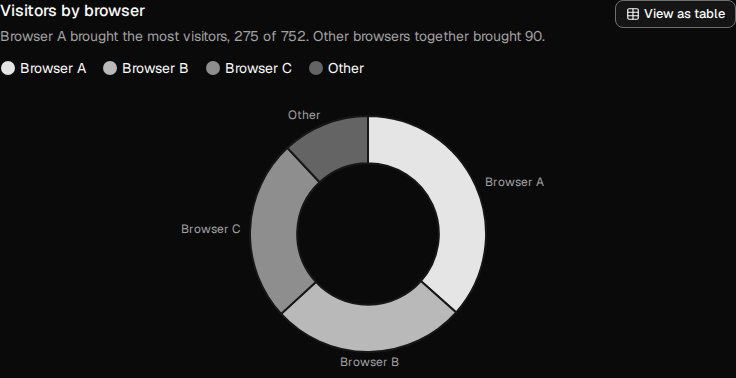 Visitors by browser
View as table
Browser A brought the most visitors, 275 of 752. Other browsers together brought 90.
Browser A
Browser B
Browser C
Other
Other
Browser A
Browser C
Browser B